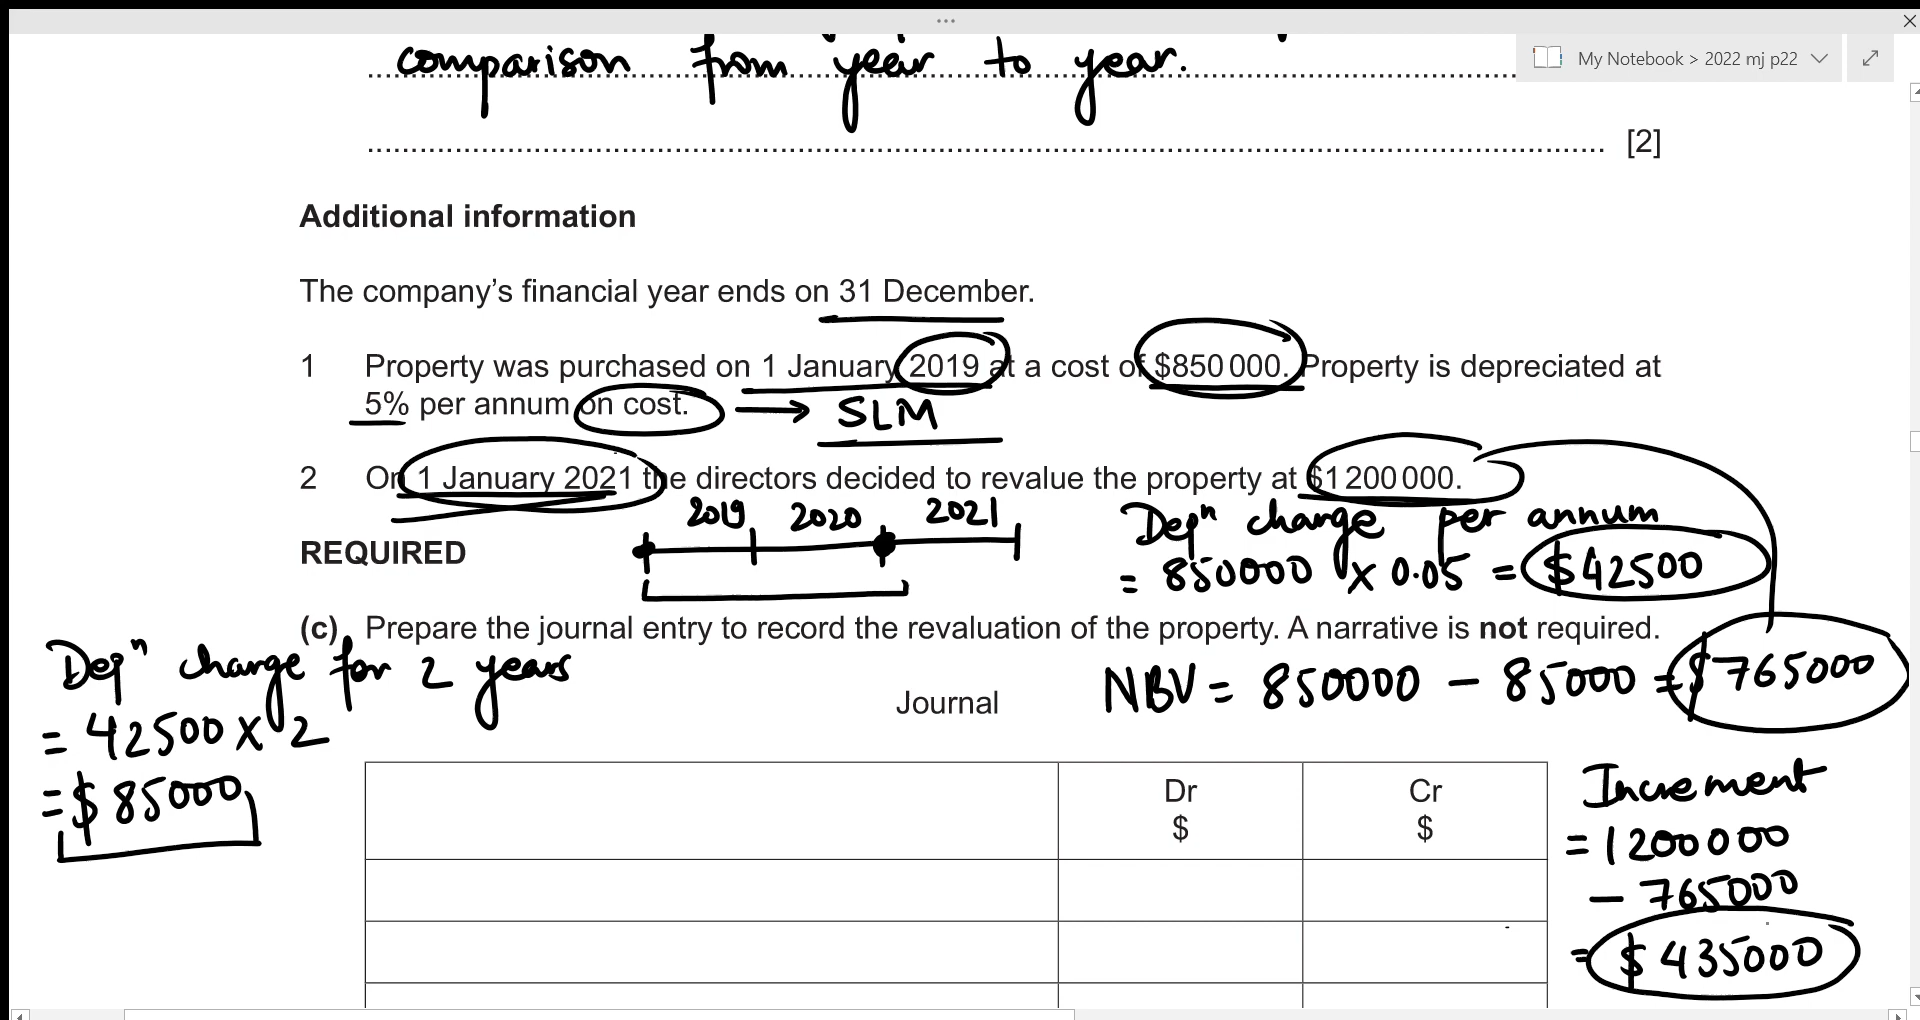 ...
My Notebook > 2022 mj p22
comparison from year to year.
[2]
Additional information
The company's financial year ends on 31 December.
1 Property was purchased on 1 January 2019 at a cost of $850 000. Property is depreciated at
5% per annum on cost. → SLM
2 On 1 January 2021 the directors decided to revalue the property at $1 200 000.
2019 2020 2021
Depⁿ charge per annum
= 850000 x 0.05 = $42500
REQUIRED
(c) Prepare the journal entry to record the revaluation of the property. A narrative is not required.
Depⁿ charge for 2 years
= 42500 x 2
= $85000
NBV = 850000 - 85000 = $765000
Journal
Dr Cr
$ $
Increment
= 1200000
- 765000
= $435000